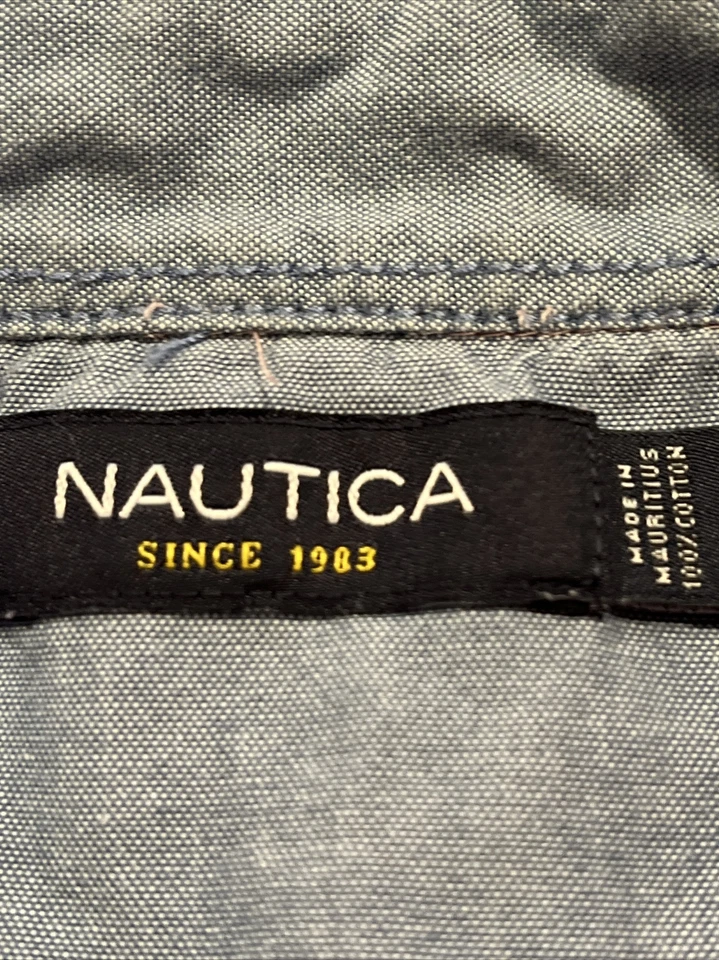 NAUTICA
SINCE 1983
MADE IN
MAURITIUS
100% COTTON